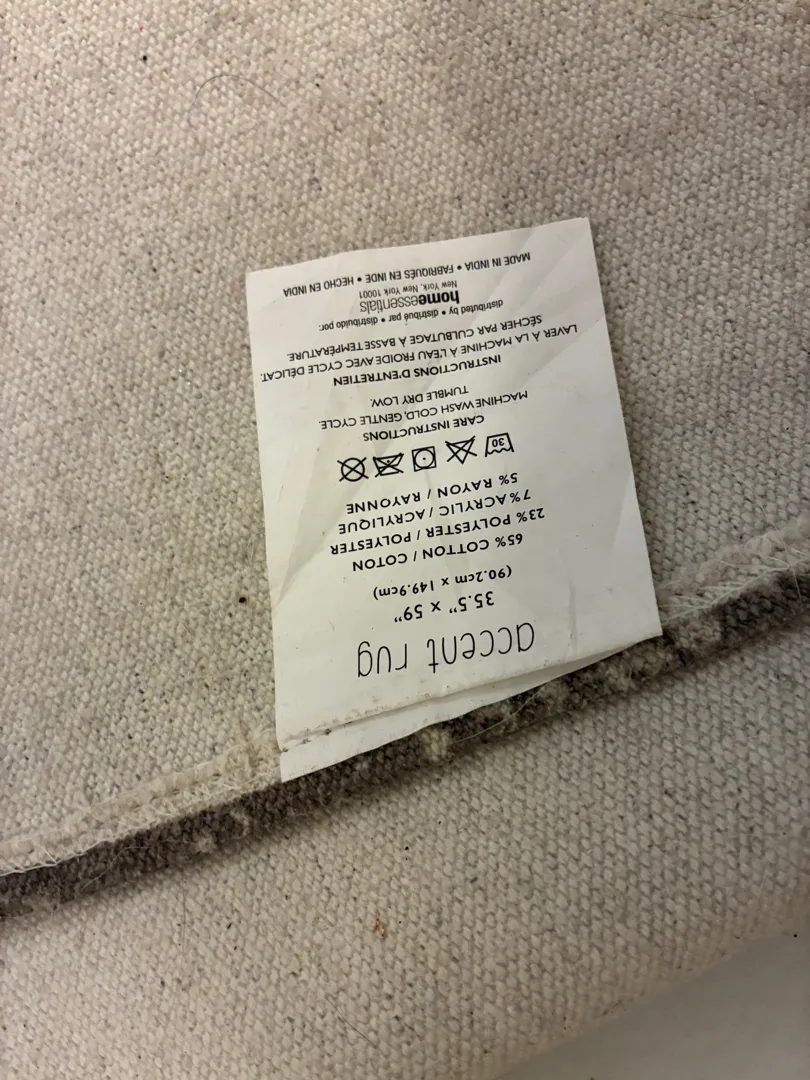 accent rug
35.5" x 59"
(90.2cm x 149.9cm)
65% COTTON / COTON
23% POLYESTER / POLYESTER
7% ACRYLIC / ACRYLIQUE
5% RAYON / RAYONNE
30
CARE INSTRUCTIONS
MACHINE WASH COLD, GENTLE CYCLE.
TUMBLE DRY LOW.
INSTRUCTIONS D'ENTRETIEN
LAVER À LA MACHINE À L'EAU FROIDE AVEC CYCLE DÉLICAT.
SÉCHER PAR CULBUTAGE À BASSE TEMPÉRATURE.
distributed by • distribué par • distribuido por:
homeessentials
New York, New York 10001
MADE IN INDIA • FABRIQUÉS EN INDE • HECHO EN INDIA